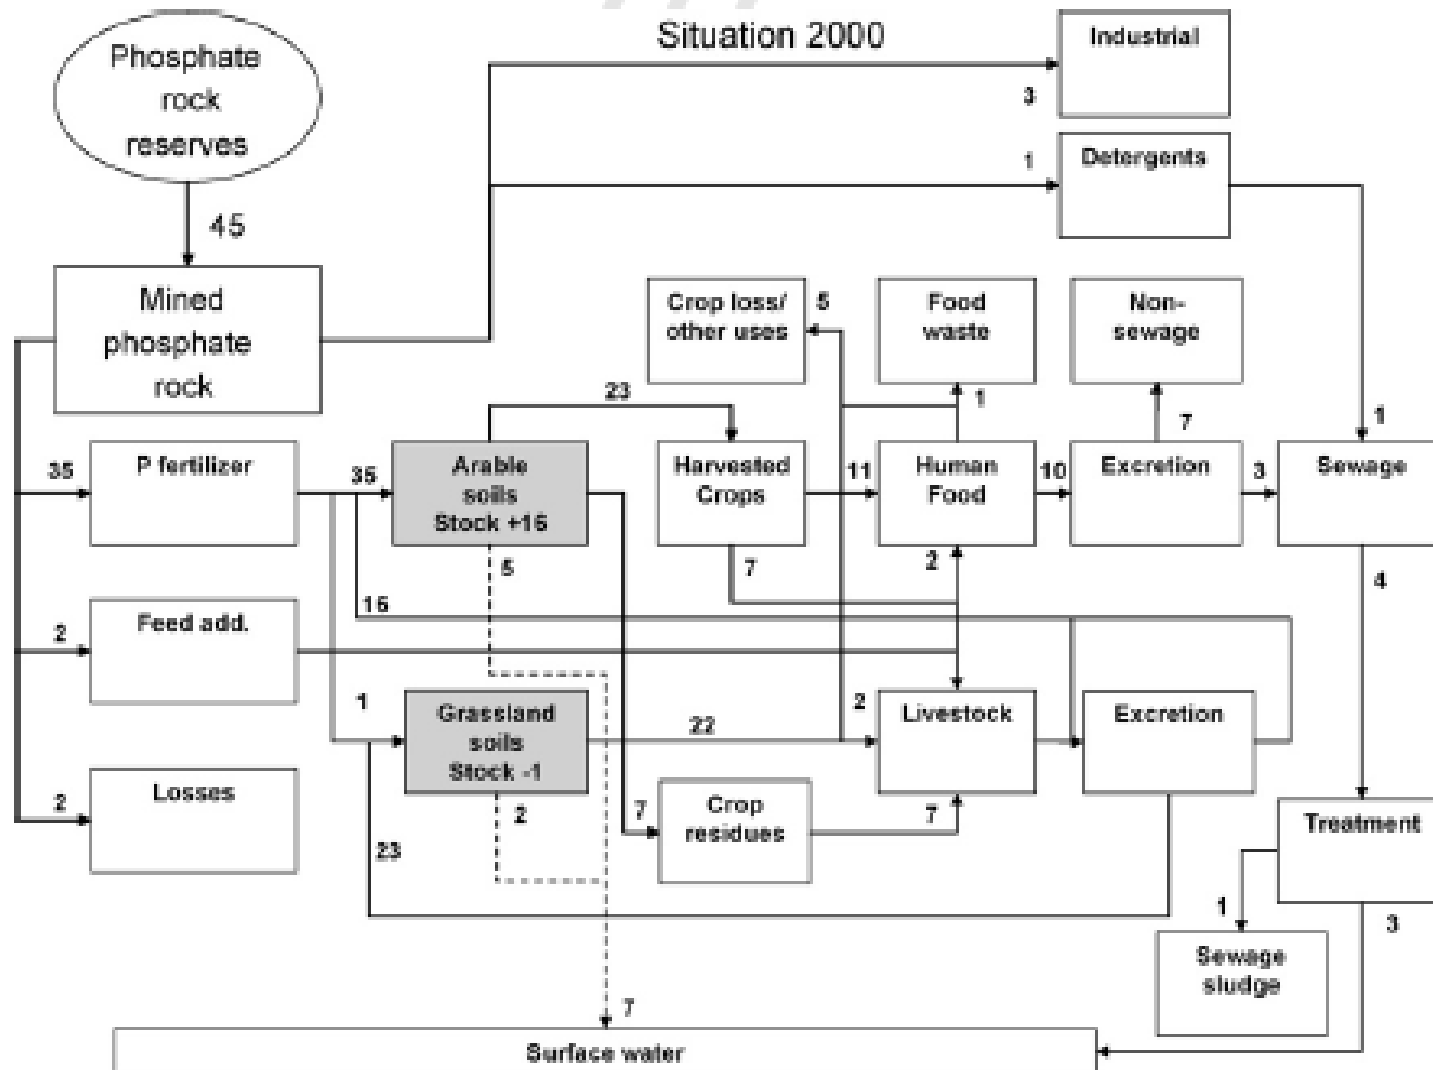 Situation 2000
Phosphate
rock
reserves
45
Mined
phosphate
rock
Industrial
3
Detergents
1
Crop loss/
other uses
5
Food
waste
1
Non-
sewage
7
1
35
P fertilizer
35
Arable
soils
Stock +16
23
5
Harvested
Crops
11
7
Human
Food
10
2
Excretion
3
Sewage
4
2
Feed add.
16
1
Grassland
soils
Stock -1
22
2
2
Livestock
Excretion
2
Losses
23
7
Crop
residues
7
Treatment
1
3
Sewage
sludge
7
Surface water